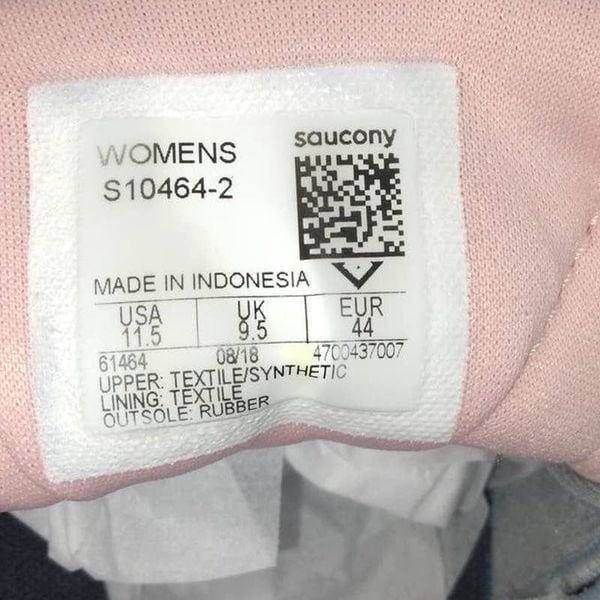 saucony
WOMENS
S10464-2
MADE IN INDONESIA
USA UK EUR
11.5 9.5 44
61464 08/18 4700437007
UPPER: TEXTILE/SYNTHETIC
LINING: TEXTILE
OUTSOLE: RUBBER